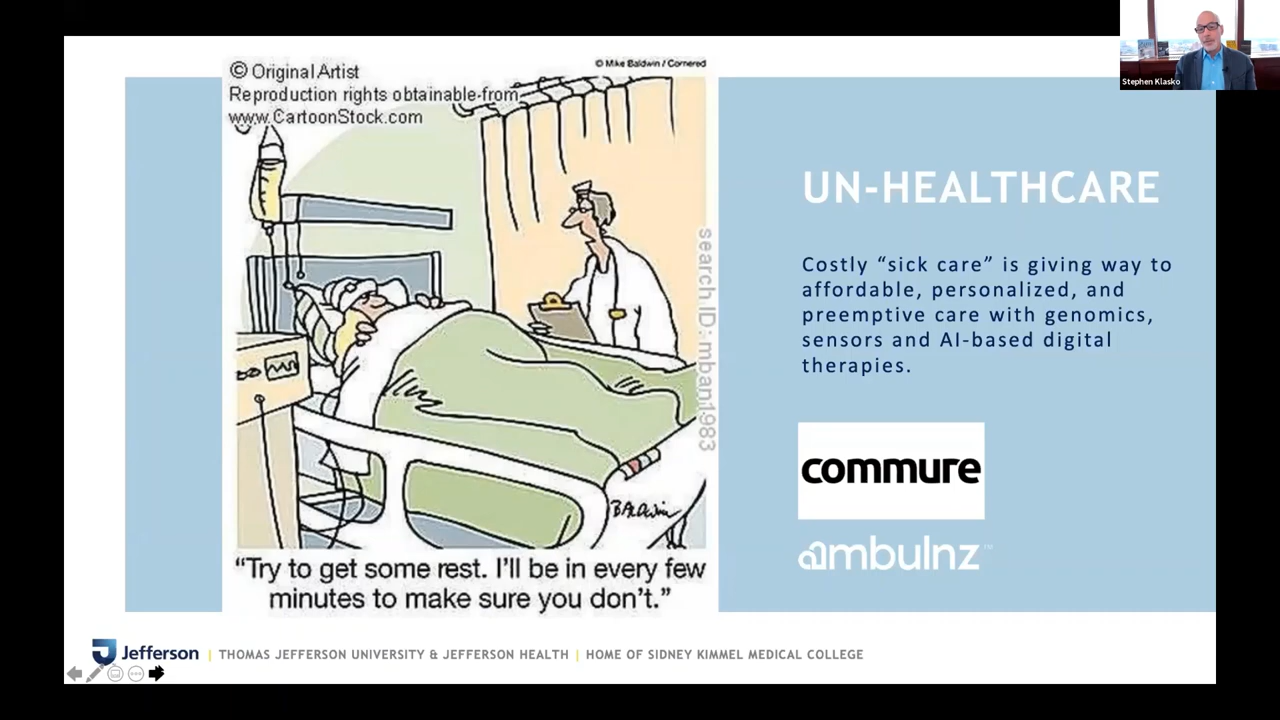 Stephen Klasko
© Original Artist
Reproduction rights obtainable from
www.CartoonStock.com
© Mike Baldwin / Cornered
search ID: mban1983
BALDWIN
“Try to get some rest. I’ll be in every few
minutes to make sure you don’t.”
UN-HEALTHCARE
Costly “sick care” is giving way to
affordable, personalized, and
preemptive care with genomics,
sensors and AI-based digital
therapies.
commure
ambulnz™
Jefferson | THOMAS JEFFERSON UNIVERSITY & JEFFERSON HEALTH | HOME OF SIDNEY KIMMEL MEDICAL COLLEGE